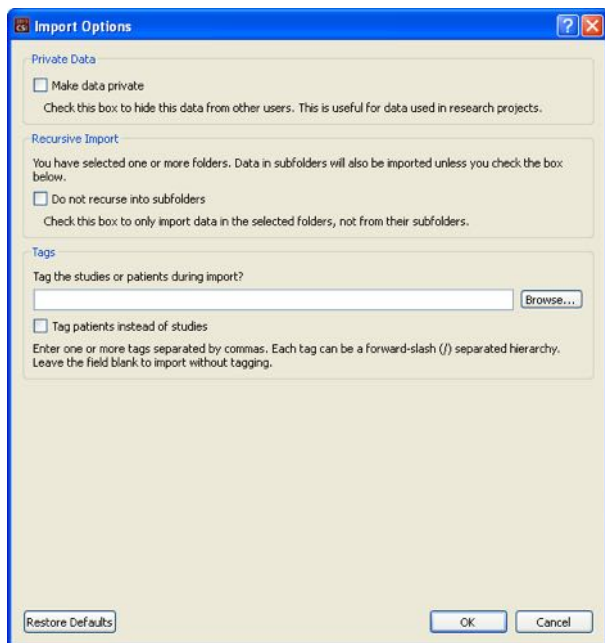 Import Options
Private Data
Make data private
Check this box to hide this data from other users. This is useful for data used in research projects.
Recursive Import
You have selected one or more folders. Data in subfolders will also be imported unless you check the box
below.
Do not recurse into subfolders
Check this box to only import data in the selected folders, not from their subfolders.
Tags
Tag the studies or patients during import?
Browse...
Tag patients instead of studies
Enter one or more tags separated by commas. Each tag can be a forward-slash (/) separated hierarchy.
Leave the field blank to import without tagging.
Restore Defaults
OK
Cancel